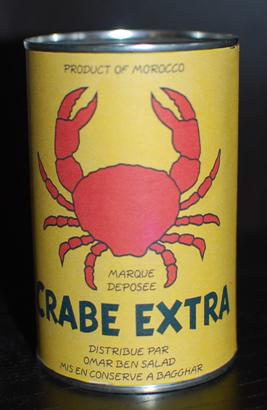 PRODUCT OF MOROCCO
MARQUE
DEPOSEE
CRABE EXTRA
DISTRIBUE PAR
OMAR BEN SALAD
MIS EN CONSERVE A BAGGHAR